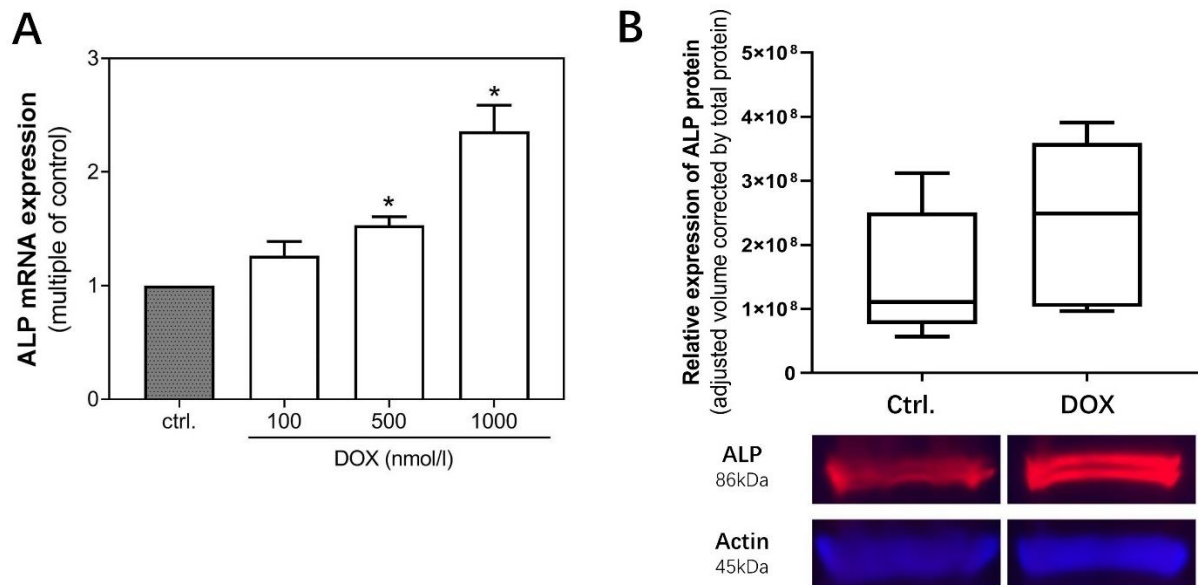 A
ALP mRNA expression
(multiple of control)
3
2
1
0
*
*
ctrl.
100
500
1000
DOX (nmol/l)
B
Relative expression of ALP protein
(adjusted volume corrected by total protein)
5×10⁸
4×10⁸
3×10⁸
2×10⁸
1×10⁸
0
Ctrl.
DOX
ALP
86kDa
Actin
45kDa